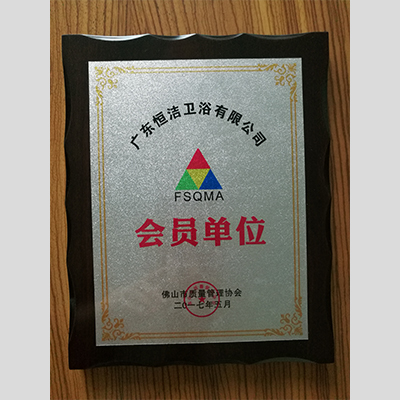 广东恒洁卫浴有限公司
FSQMA
会员单位
佛山市质量管理协会
二〇一七年五月